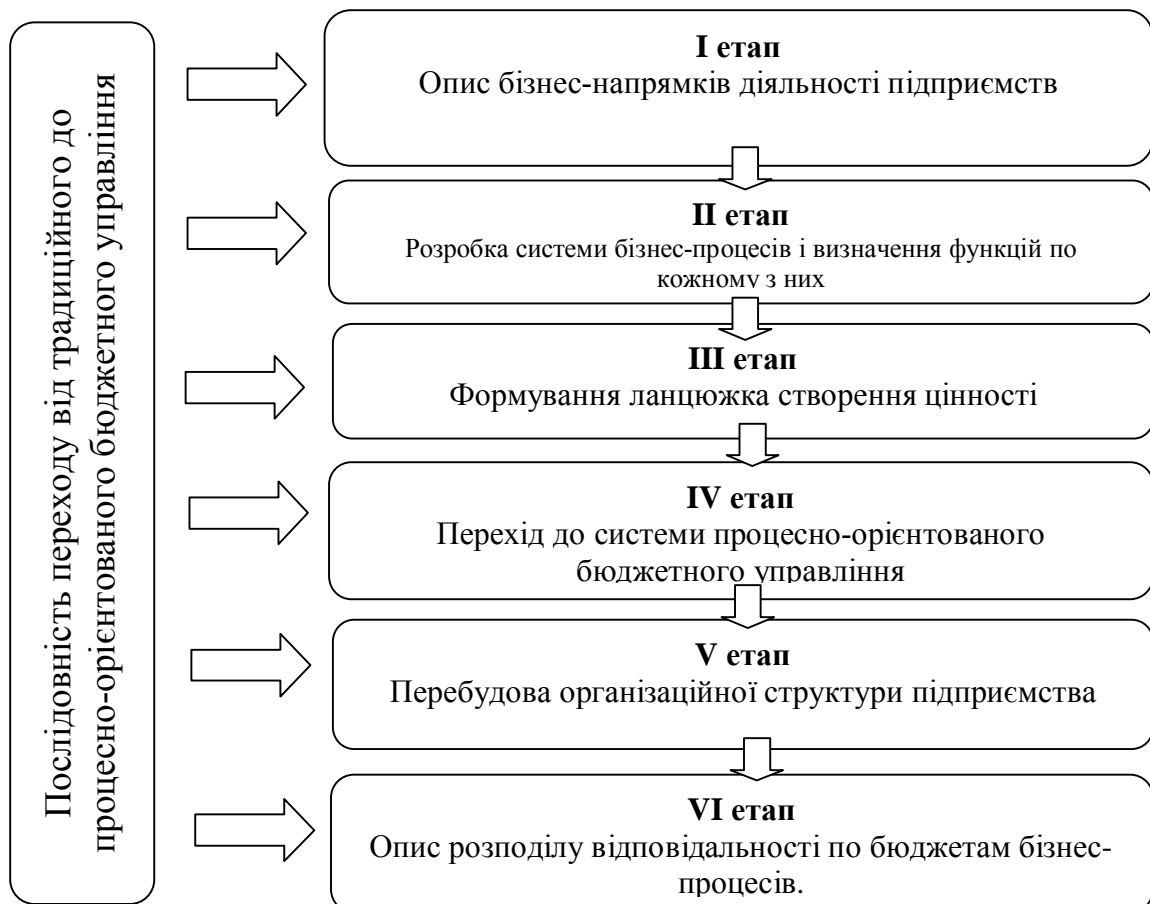 Послідовність переходу від традиційного до
процесно-орієнтованого бюджетного управління
I етап
Опис бізнес-напрямків діяльності підприємств
II етап
Розробка системи бізнес-процесів і визначення функцій по
кожному з них
III етап
Формування ланцюжка створення цінності
IV етап
Перехід до системи процесно-орієнтованого
бюджетного управління
V етап
Перебудова організаційної структури підприємства
VI етап
Опис розподілу відповідальності по бюджетам бізнес-
процесів.